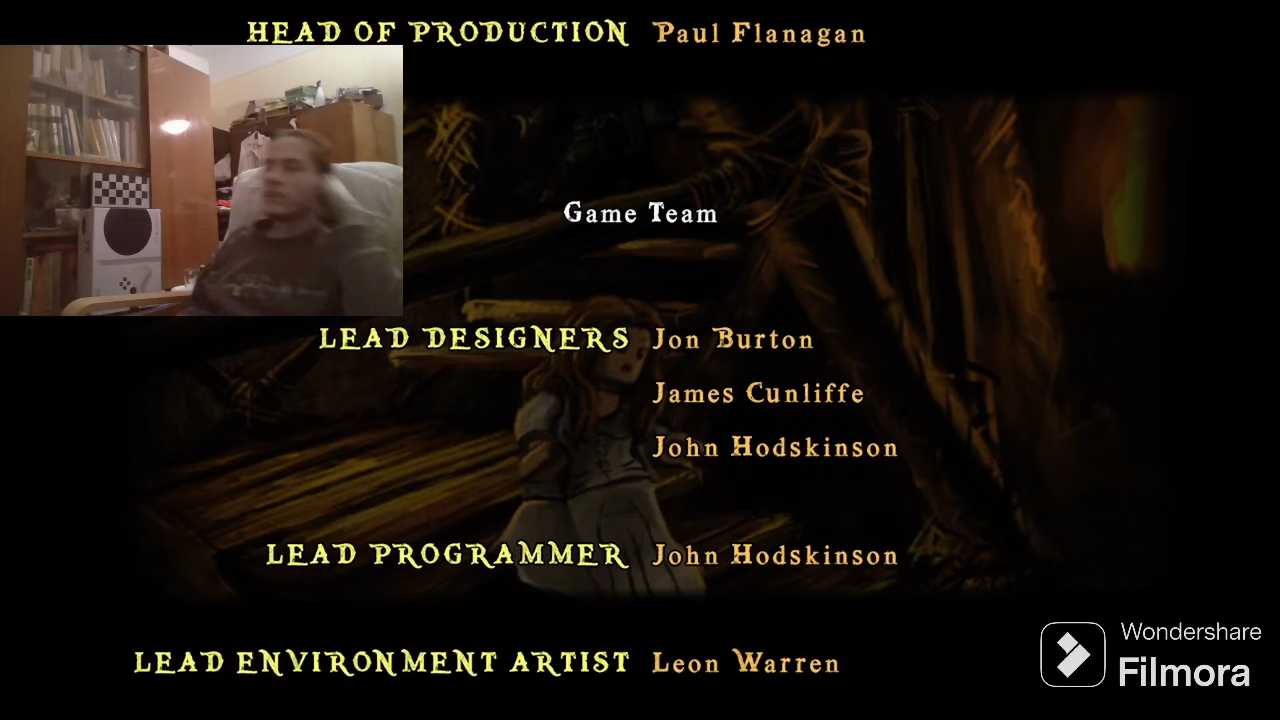 HEAD OF PRODUCTION Paul Flanagan
Game Team
LEAD DESIGNERS Jon Burton
James Cunliffe
John Hodskinson
LEAD PROGRAMMER John Hodskinson
LEAD ENVIRONMENT ARTIST Leon Warren
Wondershare
Filmora